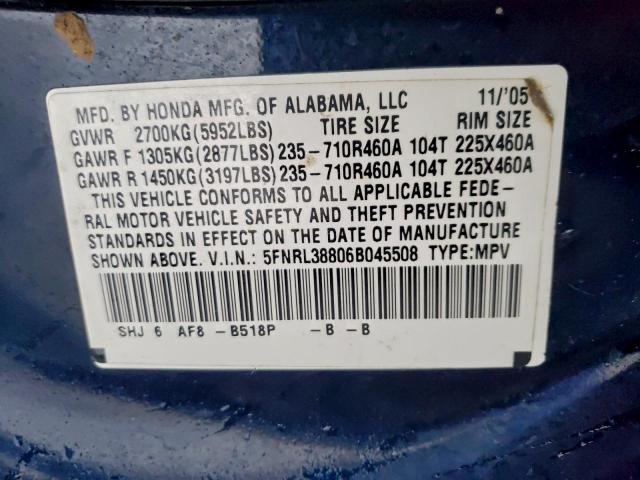 MFD. BY HONDA MFG. OF ALABAMA, LLC 11/'05
GVWR 2700KG(5952LBS) TIRE SIZE RIM SIZE
GAWR F 1305KG(2877LBS) 235-710R460A 104T 225X460A
GAWR R 1450KG(3197LBS) 235-710R460A 104T 225X460A
THIS VEHICLE CONFORMS TO ALL APPLICABLE FEDE-
RAL MOTOR VEHICLE SAFETY AND THEFT PREVENTION
STANDARDS IN EFFECT ON THE DATE OF MANUFACTURE
SHOWN ABOVE. V.I.N.: 5FNRL38806B045508 TYPE:MPV
SHJ 6 AF8 -B518P -B -B